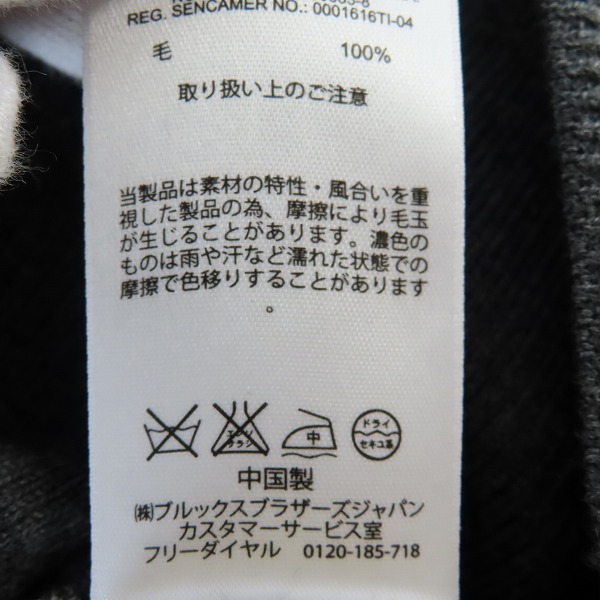 REG. SENCAMER NO.: 0001616TI-04
毛 100%
取り扱い上のご注意
当製品は素材の特性・風合いを重
視した製品の為、摩擦により毛玉
が生じることがあります。濃色の
ものは雨や汗など濡れた状態での
摩擦で色移りすることがあります
。
エンソ
サラシ
中
ドライ
セキユ系
中国製
㈱ブルックスブラザーズジャパン
カスタマーサービス室
フリーダイヤル 0120-185-718